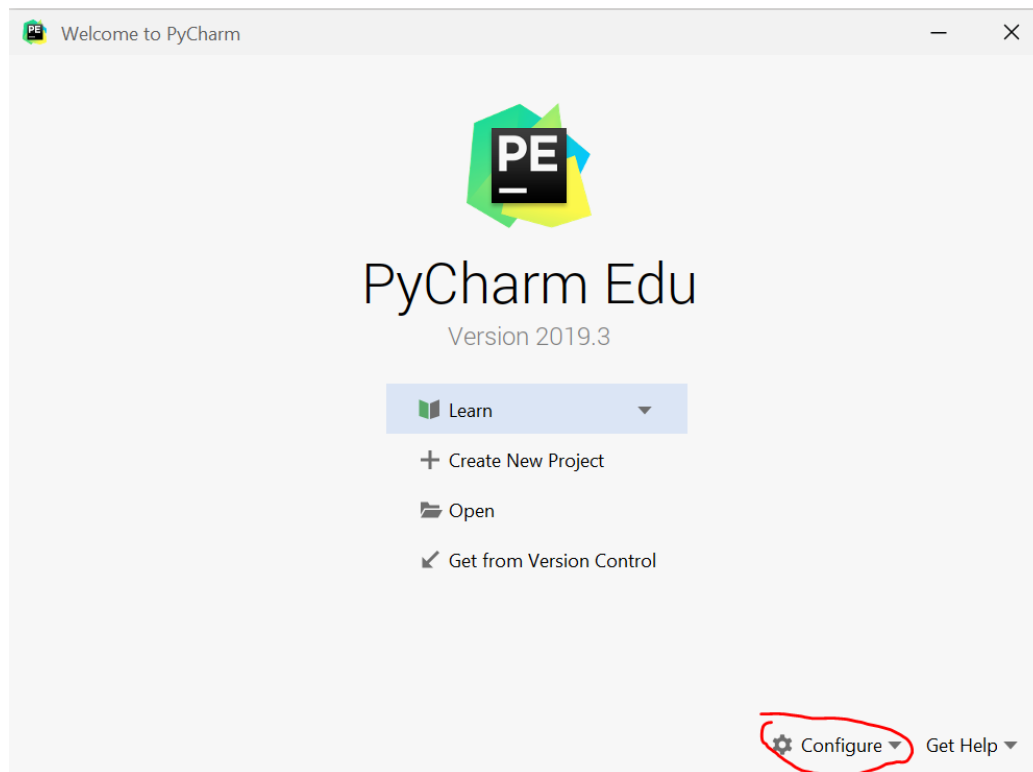 PE
Welcome to PyCharm
PE
PyCharm Edu
Version 2019.3
Learn
Create New Project
Open
Get from Version Control
Configure
Get Help